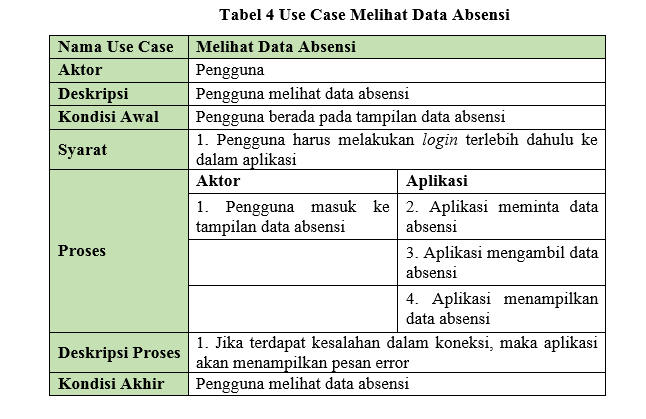 Tabel 4 Use Case Melihat Data Absensi
Nama Use Case Melihat Data Absensi
Aktor Pengguna
Deskripsi Pengguna melihat data absensi
Kondisi Awal Pengguna berada pada tampilan data absensi
Syarat 1. Pengguna harus melakukan login terlebih dahulu ke
dalam aplikasi
Proses
Aktor Aplikasi
1. Pengguna masuk ke
tampilan data absensi
2. Aplikasi meminta data
absensi
3. Aplikasi mengambil data
absensi
4. Aplikasi menampilkan
data absensi
Deskripsi Proses 1. Jika terdapat kesalahan dalam koneksi, maka aplikasi
akan menampilkan pesan error
Kondisi Akhir Pengguna melihat data absensi